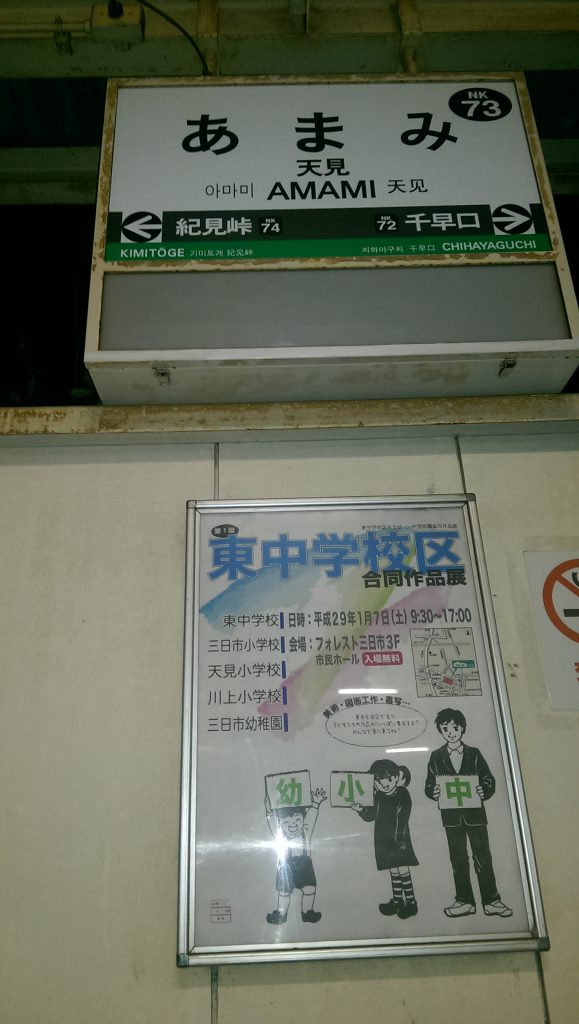 NK
73
あまみ
天見
아마미 AMAMI 天见
紀見峠 NK 74 NK 72 千早口
KIMITŌGE 기미토게 纪见峠 치하야구치 千早口 CHIHAYAGUCHI
第1回
東中学校区
合同作品展
東中学校 日時:平成29年1月7日(土) 9:30~17:00
三日市小学校 会場:フォレスト三日市3F
市民ホール 入場無料
天見小学校
川上小学校
三日市幼稚園
美術・図画工作・書写…
幼 小 中